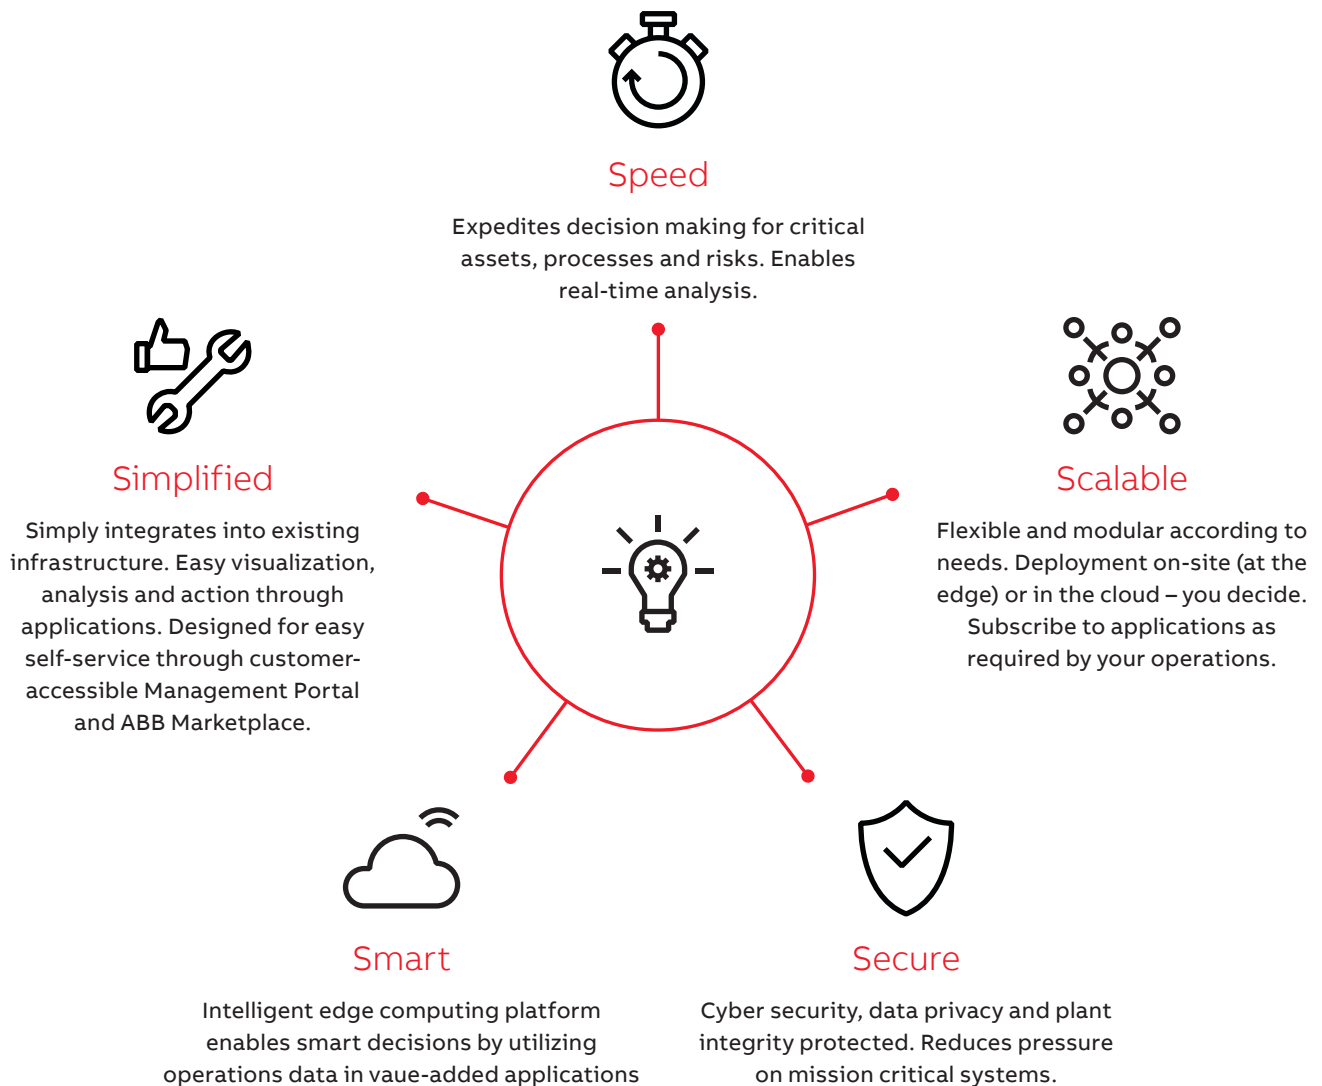 Speed
Expedites decision making for critical
assets, processes and risks. Enables
real-time analysis.
Simplified
Simply integrates into existing
infrastructure. Easy visualization,
analysis and action through
applications. Designed for easy
self-service through customer-
accessible Management Portal
and ABB Marketplace.
Scalable
Flexible and modular according to
needs. Deployment on-site (at the
edge) or in the cloud – you decide.
Subscribe to applications as
required by your operations.
Smart
Intelligent edge computing platform
enables smart decisions by utilizing
operations data in vaue-added applications
Secure
Cyber security, data privacy and plant
integrity protected. Reduces pressure
on mission critical systems.